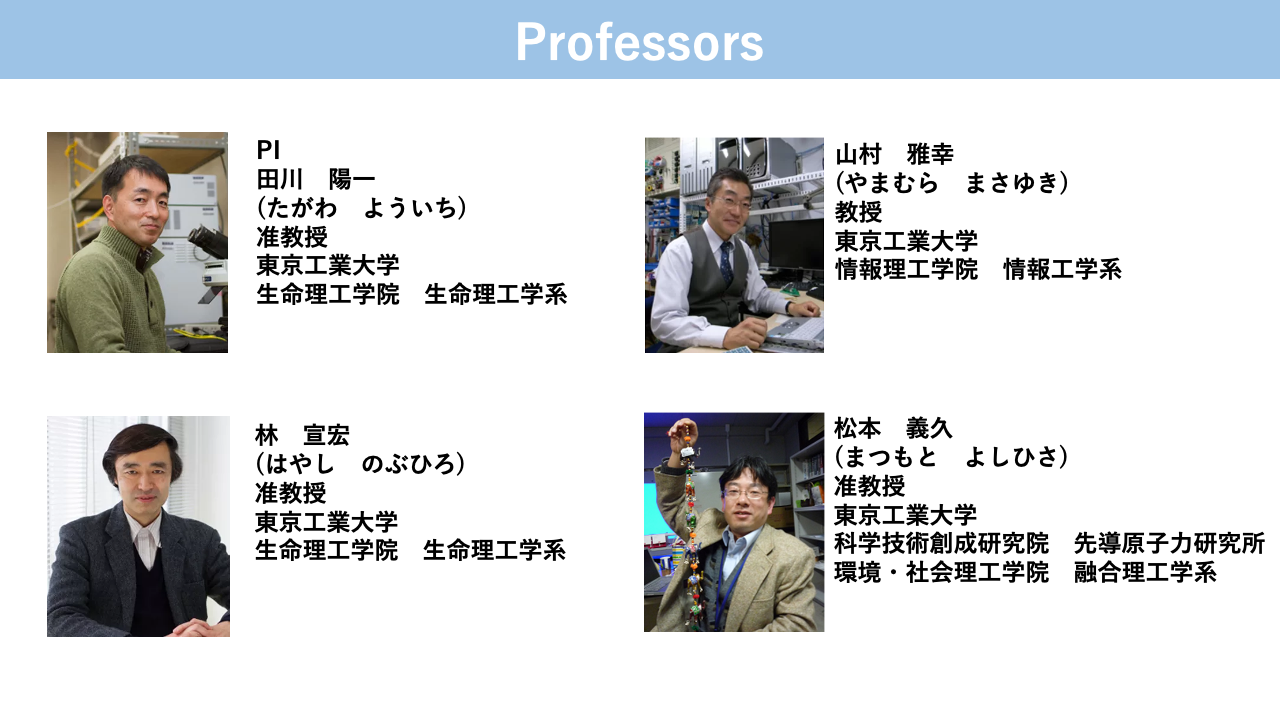 Professors
PI
田川　陽一
(たがわ　よういち)
准教授
東京工業大学
生命理工学院　生命理工学系
山村　雅幸
(やまむら　まさゆき)
教授
東京工業大学
情報理工学院　情報工学系
林　宣宏
(はやし　のぶひろ)
准教授
東京工業大学
生命理工学院　生命理工学系
松本　義久
(まつもと　よしひさ)
准教授
東京工業大学
科学技術創成研究院　先導原子力研究所
環境・社会理工学院　融合理工学系